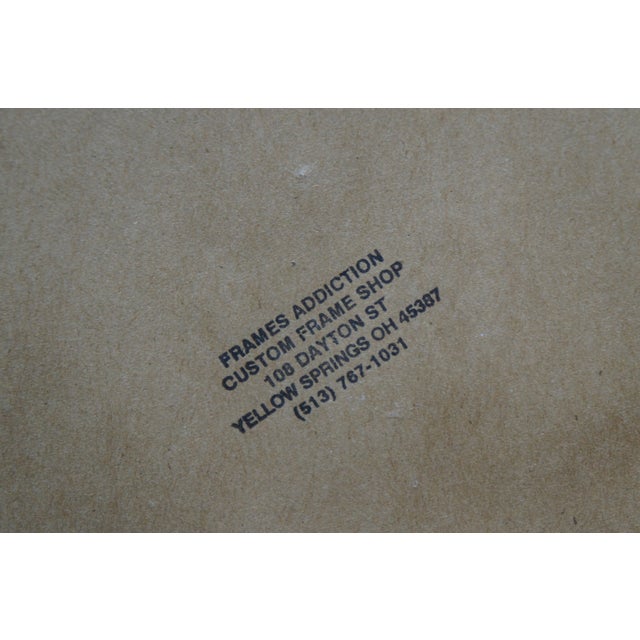 FRAMES ADDICTION
CUSTOM FRAME SHOP
108 DAYTON ST
YELLOW SPRINGS OH 45387
(513) 767-1031